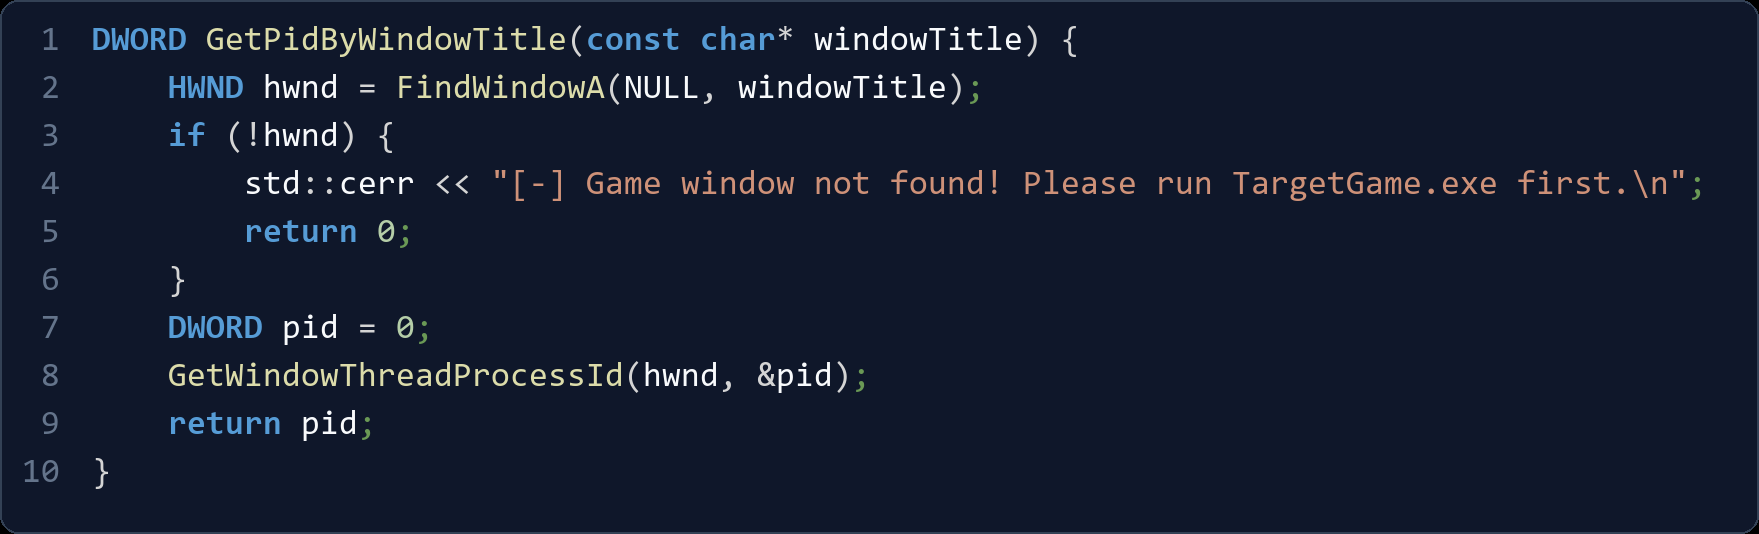 1 DWORD GetPidByWindowTitle(const char* windowTitle) {
2     HWND hwnd = FindWindowA(NULL, windowTitle);
3     if (!hwnd) {
4         std::cerr << "[-] Game window not found! Please run TargetGame.exe first.\n";
5         return 0;
6     }
7     DWORD pid = 0;
8     GetWindowThreadProcessId(hwnd, &pid);
9     return pid;
10 }